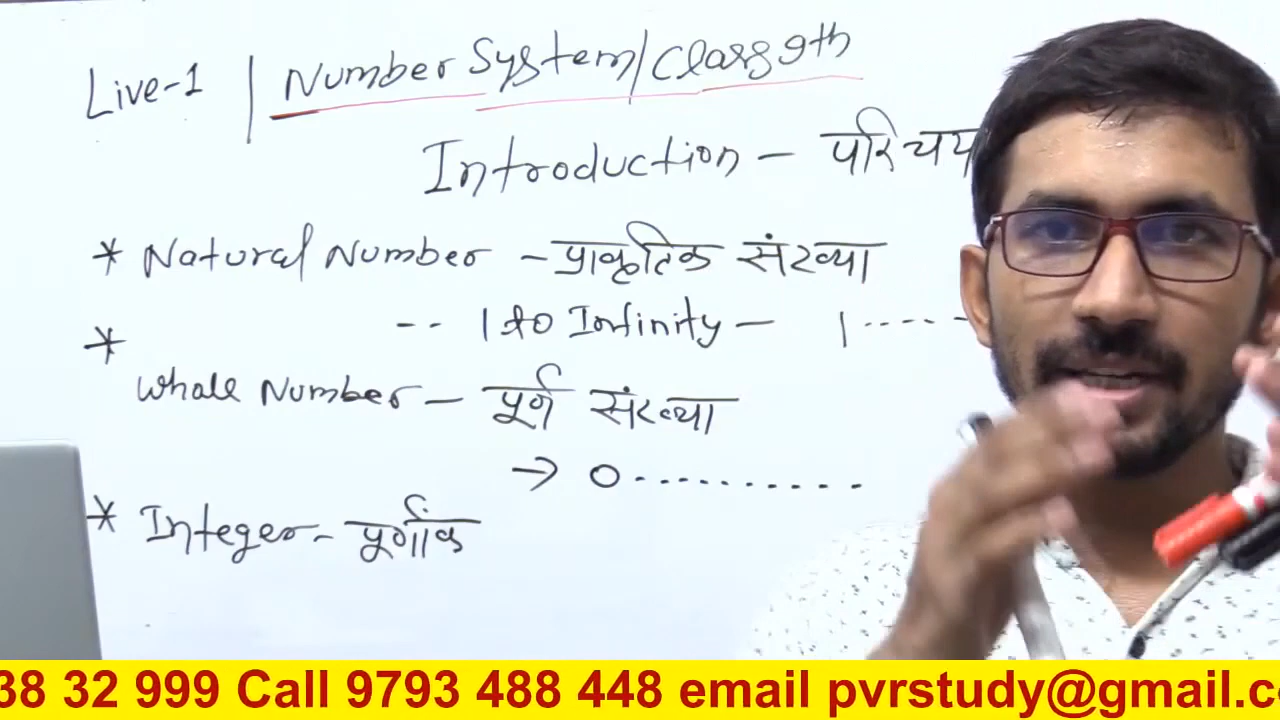 Live-1 | Number System/Class 9th
Introduction - परिचय
* Natural Number - प्राकृतिक संख्या
-- 1 to Infinity - 1 -----
*
Whole Number - पूर्ण संख्या
→ 0 ...........
* Integer - पूर्णांक
38 32 999 Call 9793 488 448 email pvrstudy@gmail.c